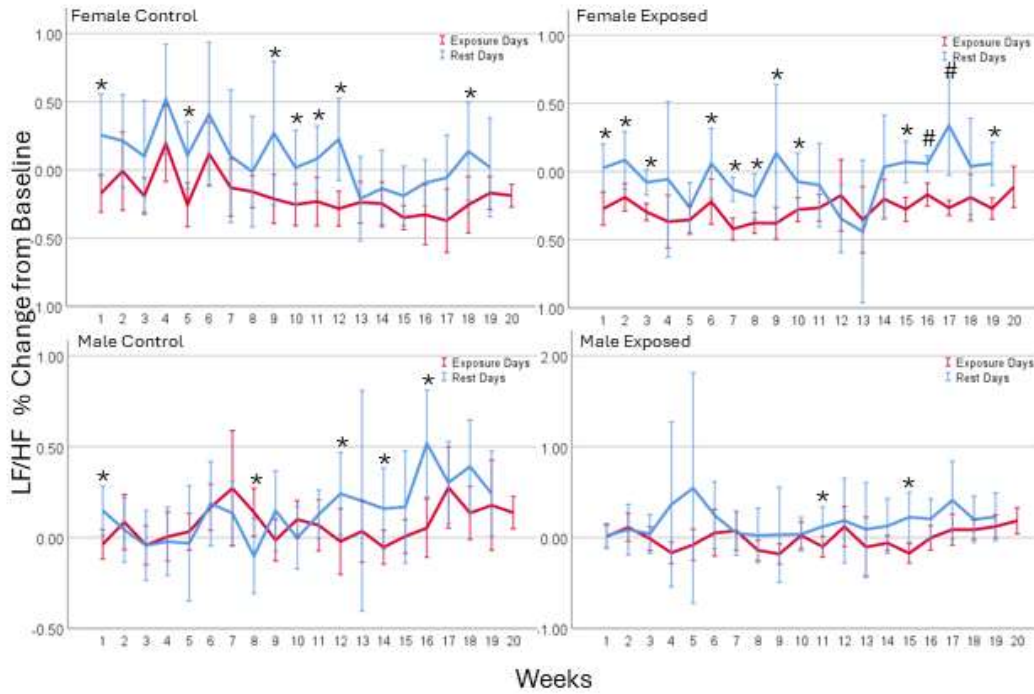 Female Control
Female Exposed
1.00
Exposure Days
Rest Days
0.50
0.00
0.50
1.00
* * * * * * *
1 2 3 4 5 6 7 8 9 10 11 12 13 14 15 16 17 18 19 20
1.00
Exposure Days
Rest Days
0.50
0.00
0.50
1.00
* * * * * * * * * # # *
1 2 3 4 5 6 7 8 9 10 11 12 13 14 15 16 17 18 19 20
LF/HF % Change from Baseline
Male Control
Male Exposed
1.00
Exposure Days
Rest Days
0.50
0.00
-0.50
* * * * *
1 2 3 4 5 6 7 8 9 10 11 12 13 14 15 16 17 18 19 20
2.00
Exposure Days
Rest Days
1.00
0.00
-1.00
* *
1 2 3 4 5 6 7 8 9 10 11 12 13 14 15 16 17 18 19 20
Weeks